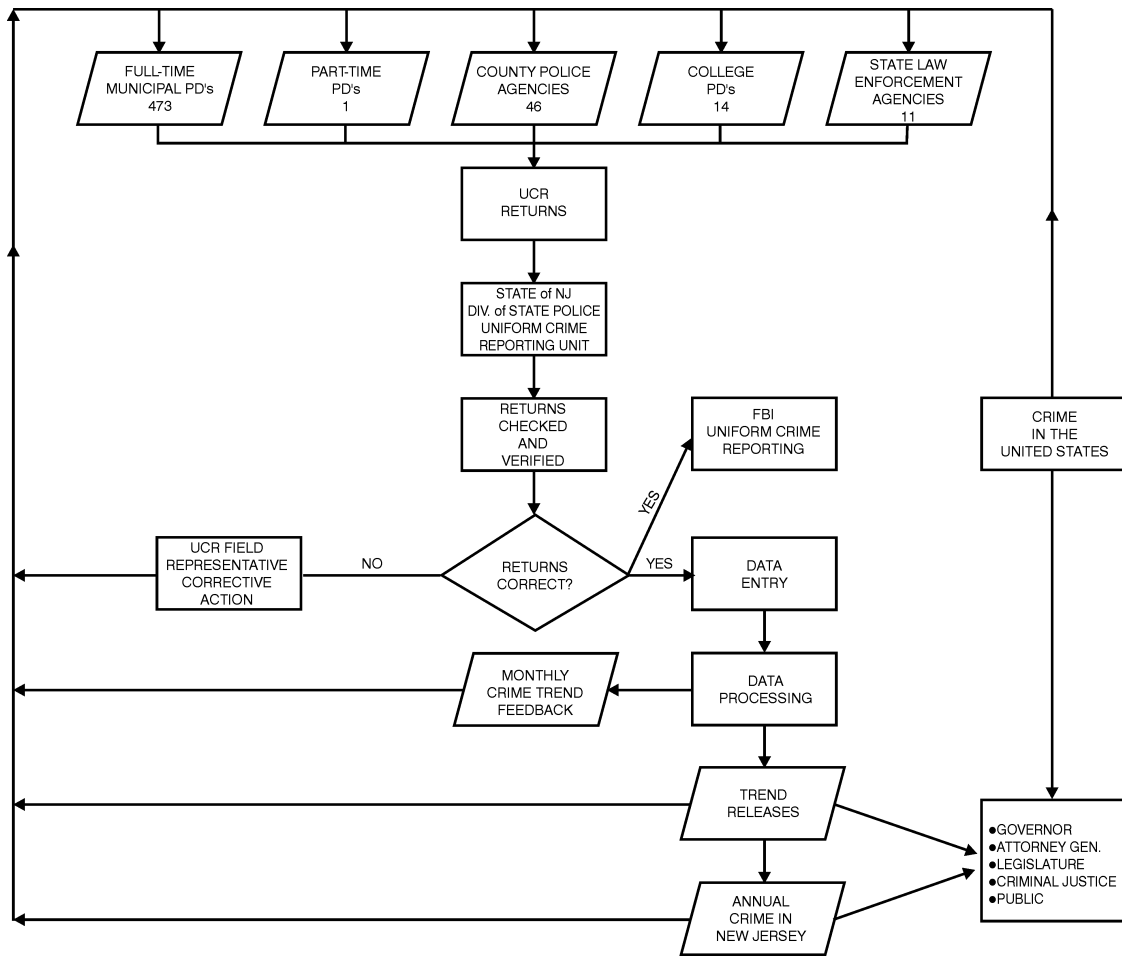 FULL-TIME
MUNICIPAL PD's
473
PART-TIME
PD's
1
COUNTY POLICE
AGENCIES
46
COLLEGE
PD's
14
STATE LAW
ENFORCEMENT
AGENCIES
11
UCR
RETURNS
STATE of NJ
DIV. of STATE POLICE
UNIFORM CRIME
REPORTING UNIT
RETURNS
CHECKED
AND
VERIFIED
FBI
UNIFORM CRIME
REPORTING
CRIME
IN THE
UNITED STATES
YES
UCR FIELD
REPRESENTATIVE
CORRECTIVE
ACTION
NO
RETURNS
CORRECT?
YES
DATA
ENTRY
MONTHLY
CRIME TREND
FEEDBACK
DATA
PROCESSING
TREND
RELEASES
●GOVERNOR
●ATTORNEY GEN.
●LEGISLATURE
●CRIMINAL JUSTICE
●PUBLIC
ANNUAL
CRIME IN
NEW JERSEY